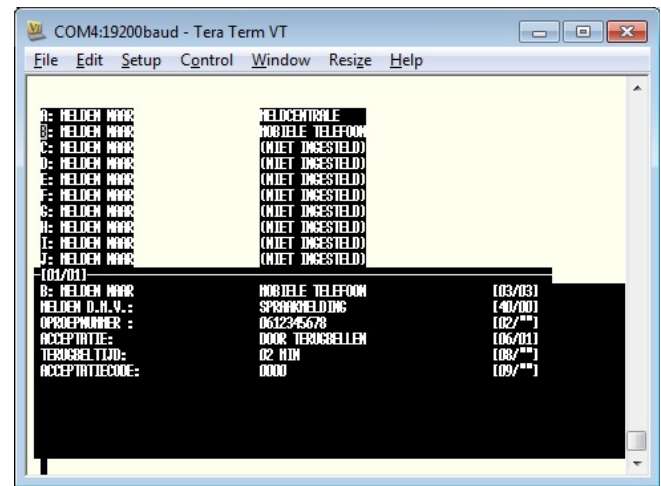 COM4:19200baud - Tera Term VT
File Edit Setup Control Window Resize Help
A: MELDEN NAAR MELDCENTRALE
B: MELDEN NAAR MOBIELE TELEFOON
C: MELDEN NAAR (NIET INGESTELD)
D: MELDEN NAAR (NIET INGESTELD)
E: MELDEN NAAR (NIET INGESTELD)
F: MELDEN NAAR (NIET INGESTELD)
G: MELDEN NAAR (NIET INGESTELD)
H: MELDEN NAAR (NIET INGESTELD)
I: MELDEN NAAR (NIET INGESTELD)
J: MELDEN NAAR (NIET INGESTELD)
[01/01]
B: MELDEN NAAR MOBIELE TELEFOON [03/03]
MELDEN D.M.V.: SPRAAKMELDING [40/00]
OPROEPNUMMER : 0612345678 [02/""]
ACCEPTATIE: DOOR TERUGBELLEN [06/01]
TERUGBELTIJD: 02 MIN [08/""]
ACCEPTATIECODE: 0000 [09/""]